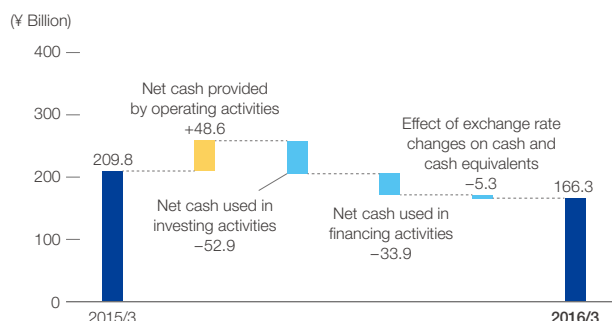 (¥ Billion)
400
300
200
100
0
209.8
Net cash provided
by operating activities
+48.6
Net cash used in
investing activities
−52.9
Net cash used in
financing activities
−33.9
Effect of exchange rate
changes on cash and
cash equivalents
−5.3
166.3
2015/3
2016/3